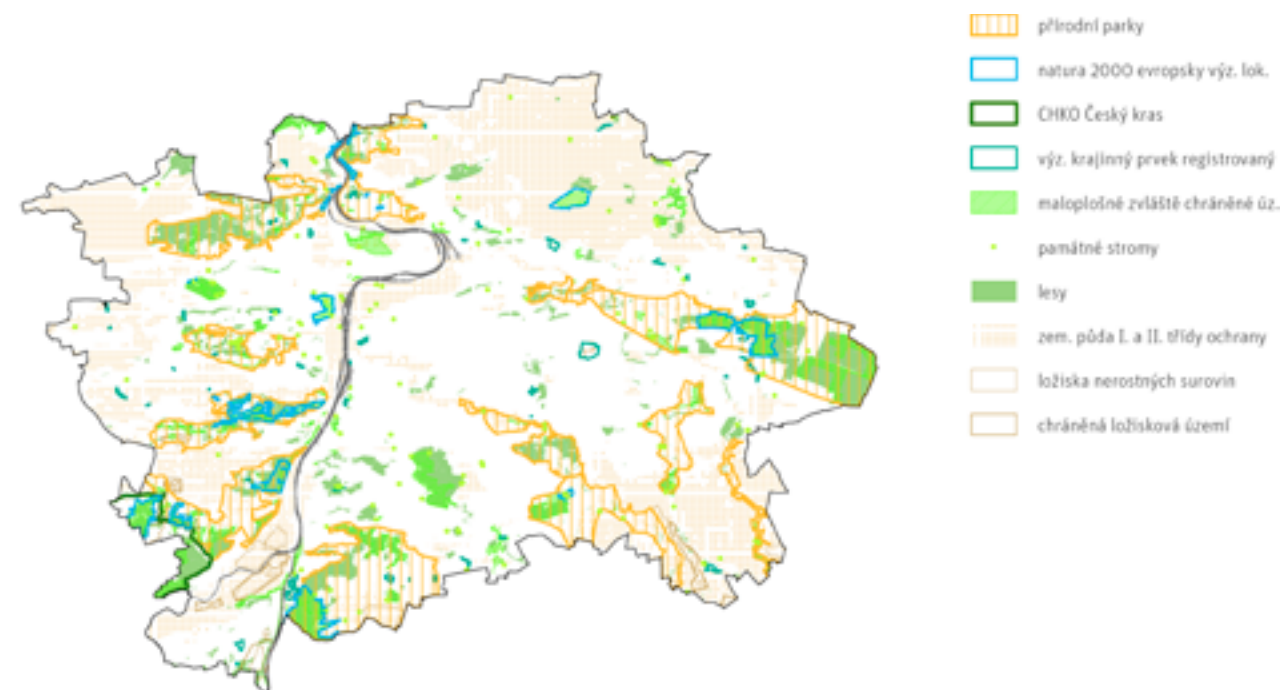 přírodní parky
natura 2000 evropsky výz. lok.
CHKO Český kras
výz. krajinný prvek registrovaný
maloplošné zvláště chráněné úz.
památné stromy
lesy
zem. půda I. a II. třídy ochrany
ložiska nerostných surovin
chráněná ložisková území